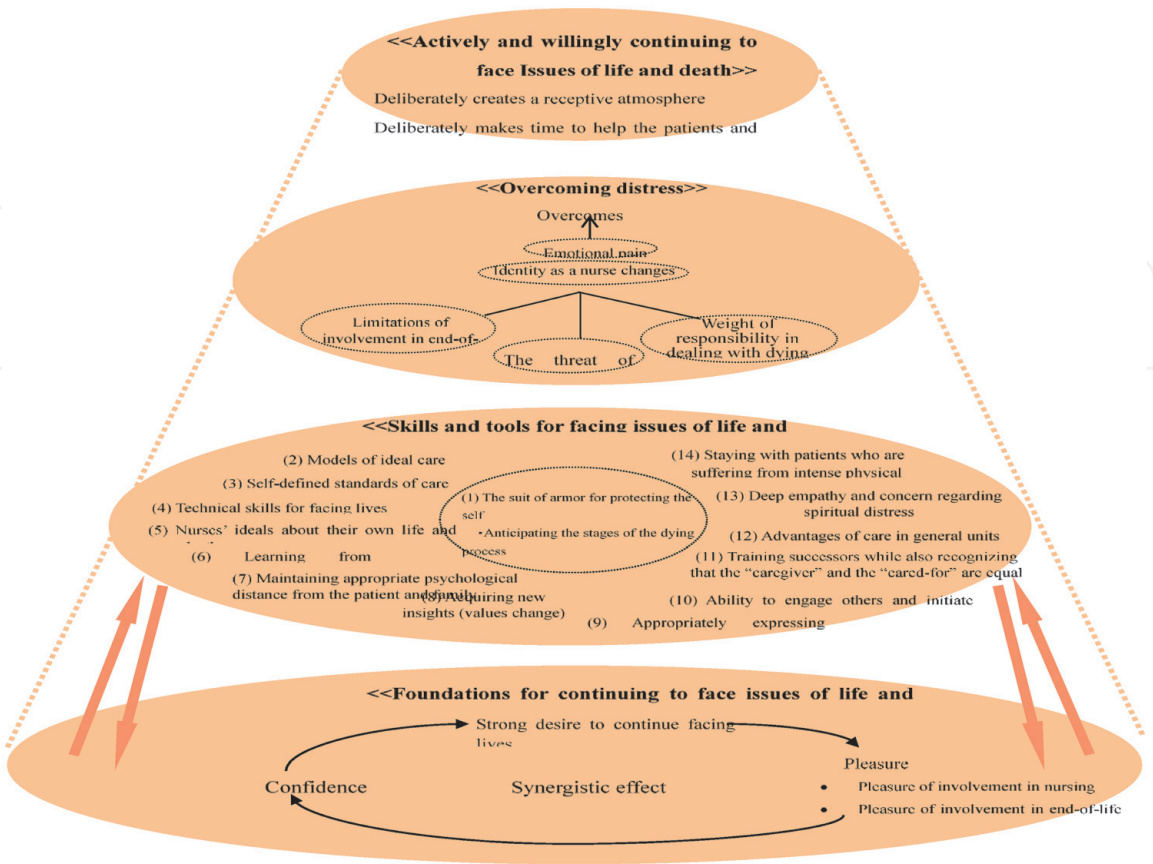 <<Actively and willingly continuing to
face Issues of life and death>>
Deliberately creates a receptive atmosphere
Deliberately makes time to help the patients and
<<Overcoming distress>>
Overcomes
Emotional pain
Identity as a nurse changes
Limitations of
involvement in end-of-
The threat of
Weight of
responsibility in
dealing with dying
<<Skills and tools for facing issues of life and
(1) The suit of armor for protecting the
self
・Anticipating the stages of the dying
process
(2) Models of ideal care
(3) Self-defined standards of care
(4) Technical skills for facing lives
(5) Nurses' ideals about their own life and
(6) Learning from
(7) Maintaining appropriate psychological
distance from the patient and family
(8) Acquiring new
insights (values change)
(9) Appropriately expressing
(10) Ability to engage others and initiate
(11) Training successors while also recognizing
that the “caregiver” and the “cared-for” are equal
(12) Advantages of care in general units
(13) Deep empathy and concern regarding
spiritual distress
(14) Staying with patients who are
suffering from intense physical
<<Foundations for continuing to face issues of life and
Strong desire to continue facing
lives
Pleasure
• Pleasure of involvement in nursing
• Pleasure of involvement in end-of-life
Confidence
Synergistic effect